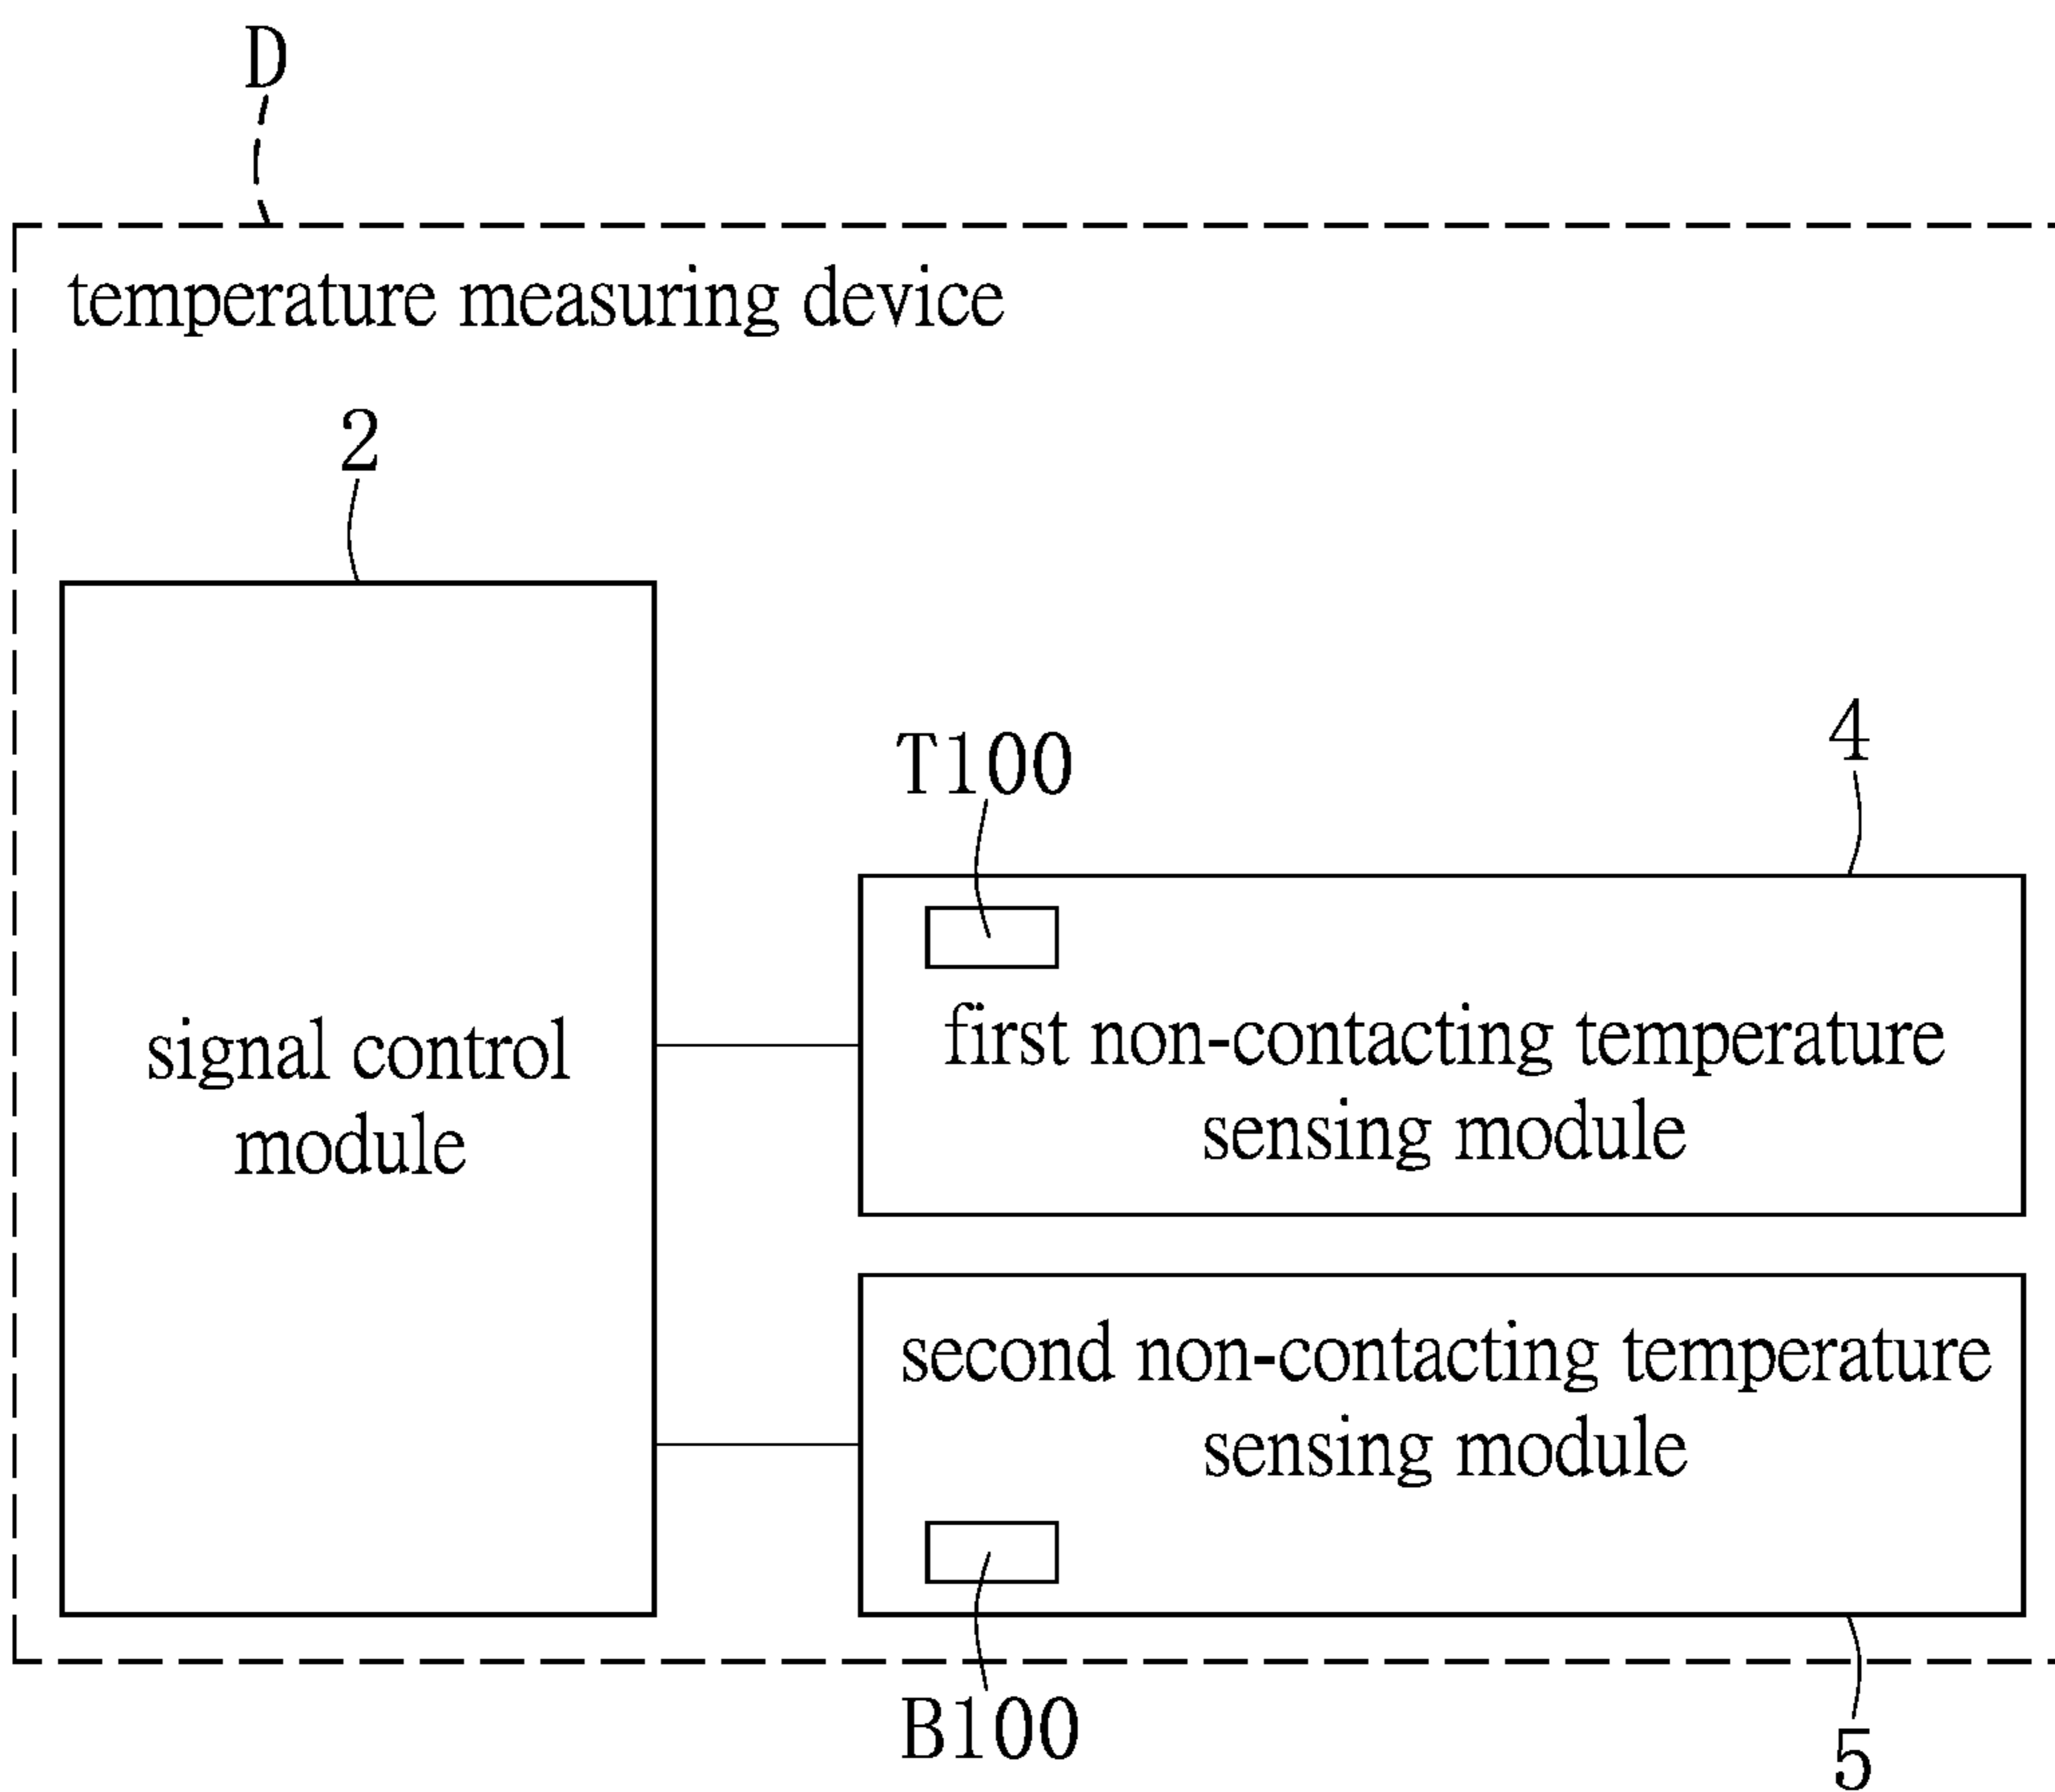 D
temperature measuring device
2
signal control
module
T100
4
first non-contacting temperature
sensing module
second non-contacting temperature
sensing module
B100
5